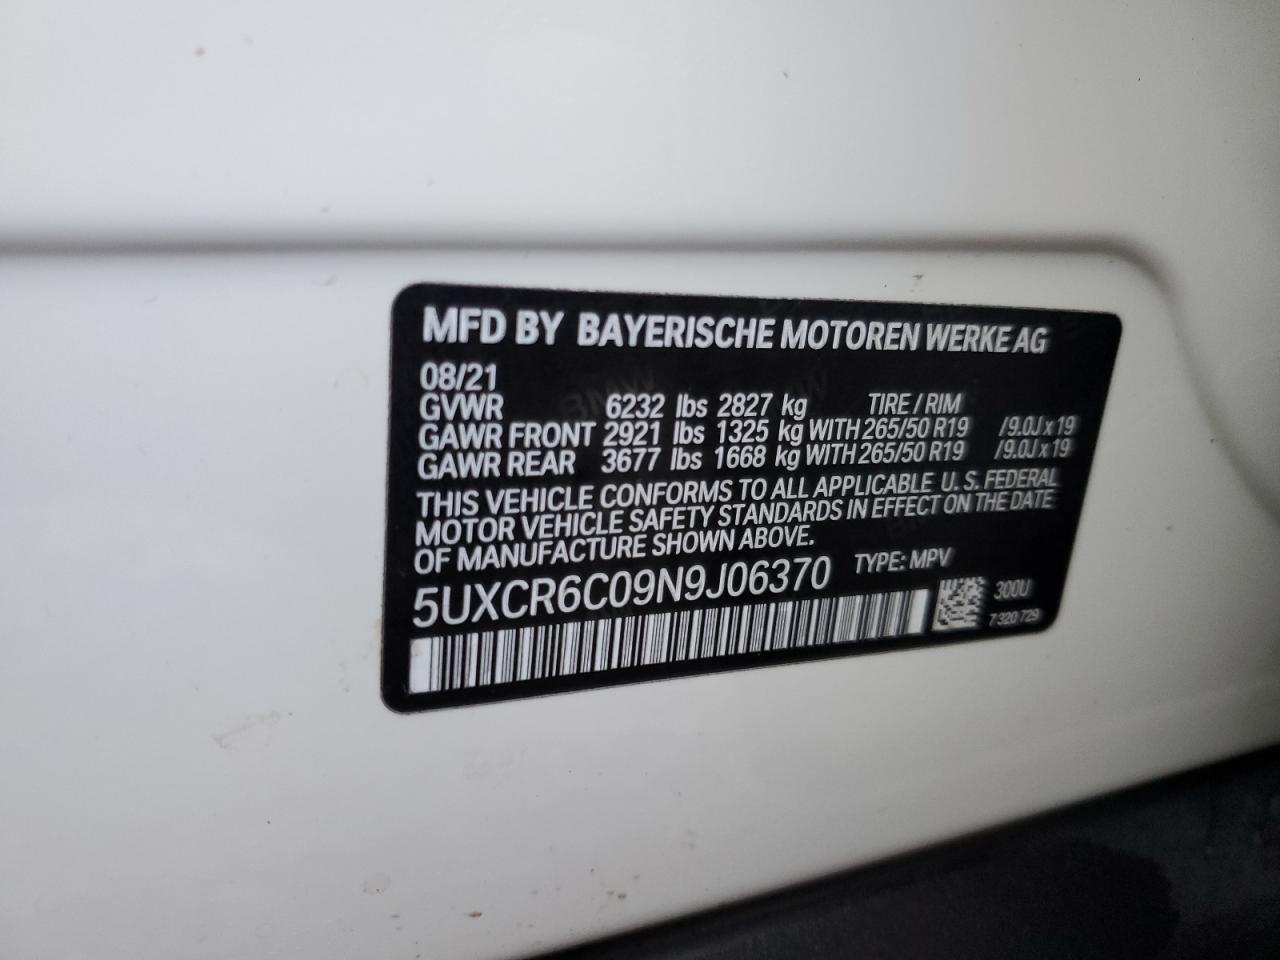 MFD BY BAYERISCHE MOTOREN WERKE AG
08/21
GVWR 6232 lbs 2827 kg TIRE / RIM
GAWR FRONT 2921 lbs 1325 kg WITH 265/50 R19 /9.0J x 19
GAWR REAR 3677 lbs 1668 kg WITH 265/50 R19 /9.0J x 19
THIS VEHICLE CONFORMS TO ALL APPLICABLE U. S. FEDERAL
MOTOR VEHICLE SAFETY STANDARDS IN EFFECT ON THE DATE
OF MANUFACTURE SHOWN ABOVE.
5UXCR6C09N9J06370 TYPE: MPV
300U
7 320 729